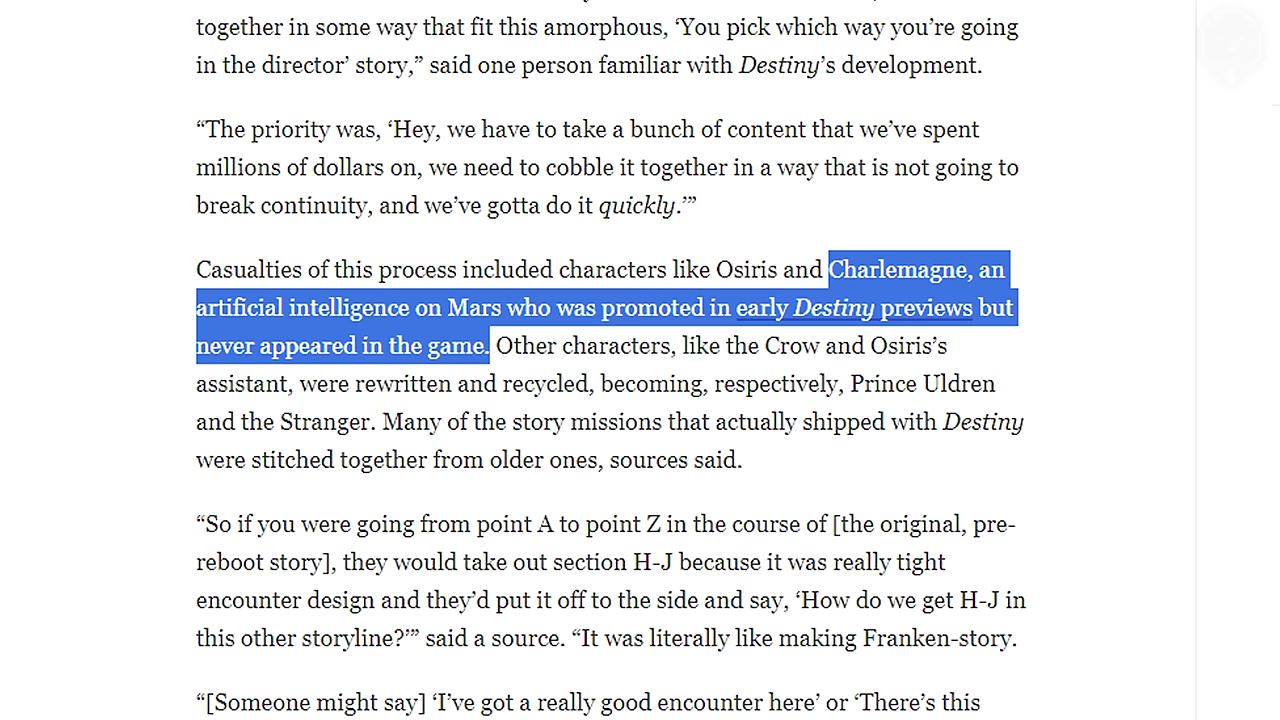 together in some way that fit this amorphous, ‘You pick which way you’re going
in the director’ story,” said one person familiar with Destiny’s development.
“The priority was, ‘Hey, we have to take a bunch of content that we’ve spent
millions of dollars on, we need to cobble it together in a way that is not going to
break continuity, and we’ve gotta do it quickly.’”
Casualties of this process included characters like Osiris and Charlemagne, an
artificial intelligence on Mars who was promoted in early Destiny previews but
never appeared in the game. Other characters, like the Crow and Osiris’s
assistant, were rewritten and recycled, becoming, respectively, Prince Uldren
and the Stranger. Many of the story missions that actually shipped with Destiny
were stitched together from older ones, sources said.
“So if you were going from point A to point Z in the course of [the original, pre-
reboot story], they would take out section H-J because it was really tight
encounter design and they’d put it off to the side and say, ‘How do we get H-J in
this other storyline?’” said a source. “It was literally like making Franken-story.
“[Someone might say] ‘I’ve got a really good encounter here’ or ‘There’s this